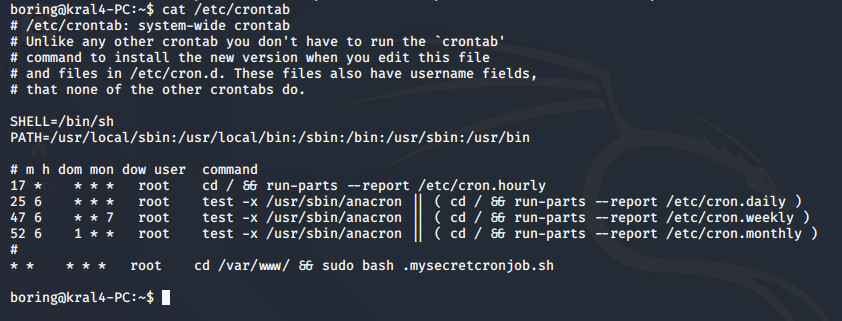 boring@kral4-PC:~$ cat /etc/crontab
# /etc/crontab: system-wide crontab
# Unlike any other crontab you don't have to run the `crontab'
# command to install the new version when you edit this file
# and files in /etc/cron.d. These files also have username fields,
# that none of the other crontabs do.
SHELL=/bin/sh
PATH=/usr/local/sbin:/usr/local/bin:/sbin:/bin:/usr/sbin:/usr/bin
# m h dom mon dow user  command
17 *    * * *   root    cd / && run-parts --report /etc/cron.hourly
25 6    * * *   root    test -x /usr/sbin/anacron || ( cd / && run-parts --report /etc/cron.daily )
47 6    * * 7   root    test -x /usr/sbin/anacron || ( cd / && run-parts --report /etc/cron.weekly )
52 6    1 * *   root    test -x /usr/sbin/anacron || ( cd / && run-parts --report /etc/cron.monthly )
#
* *     * * *   root    cd /var/www/ && sudo bash .mysecretcronjob.sh
boring@kral4-PC:~$